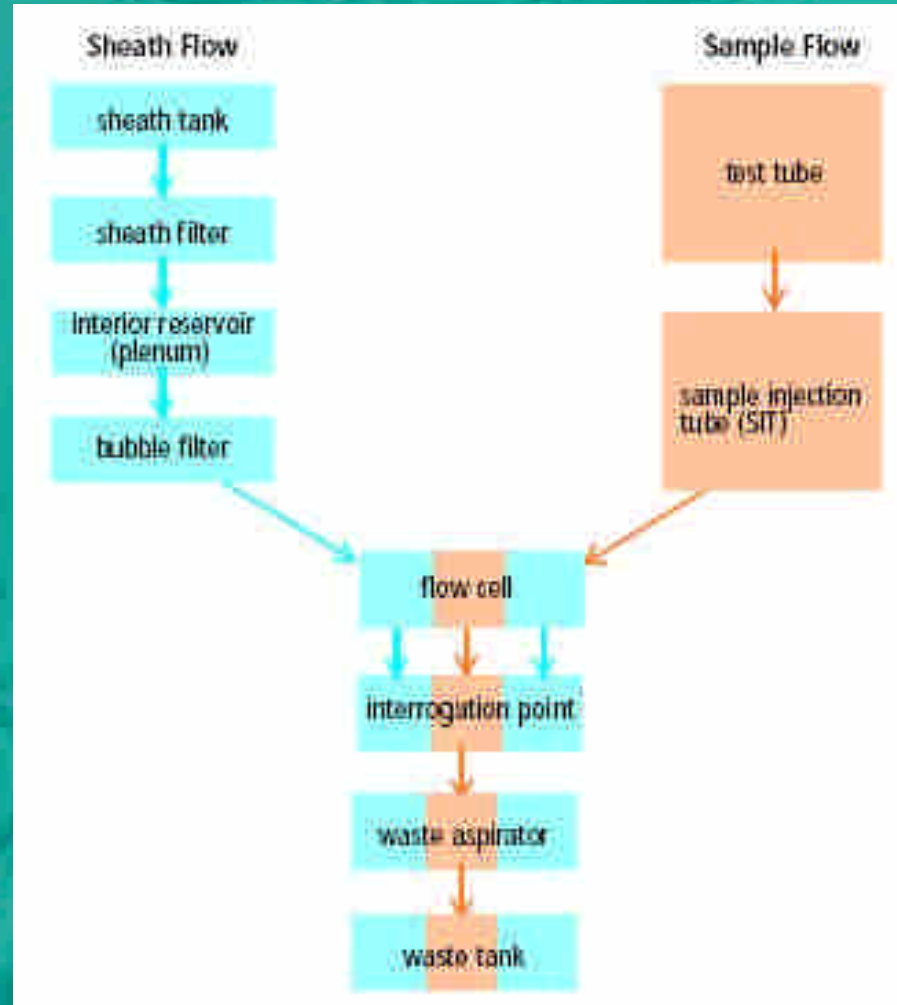 Sheath Flow
sheath tank
sheath filter
interior reservoir
(plenum)
bubble filter
Sample Flow
test tube
sample injection
tube (SIT)
flow cell
interrogation point
waste aspirator
waste tank